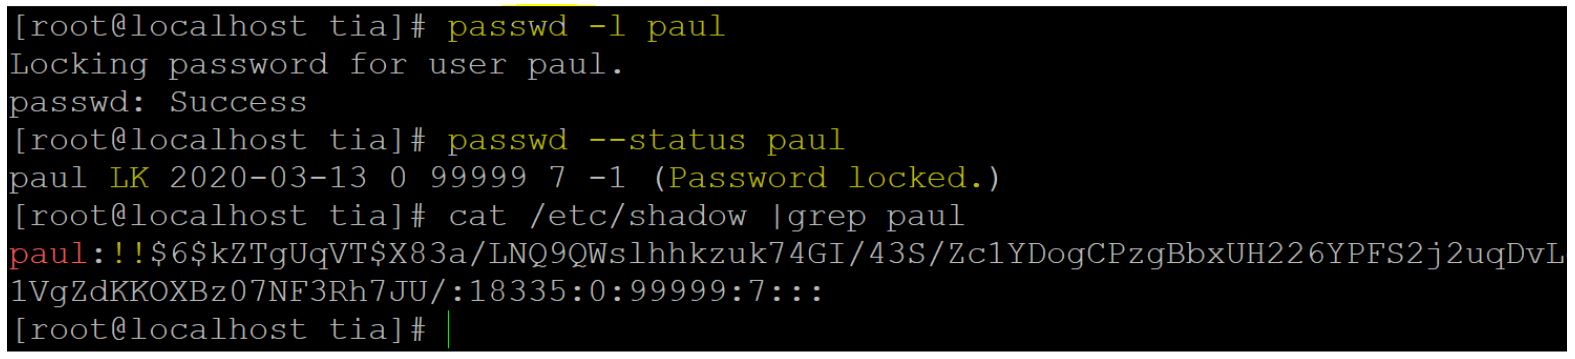 [root@localhost tia]# passwd -l paul
Locking password for user paul.
passwd: Success
[root@localhost tia]# passwd --status paul
paul LK 2020-03-13 0 99999 7 -1 (Password locked.)
[root@localhost tia]# cat /etc/shadow |grep paul
paul:!!$6$kZTgUqVT$X83a/LNQ9QWslhhkzuk74GI/43S/Zc1YDogCPzgBbxUH226YPFS2j2uqDvL
1VgZdKKOXBz07NF3Rh7JU/:18335:0:99999:7:::
[root@localhost tia]#